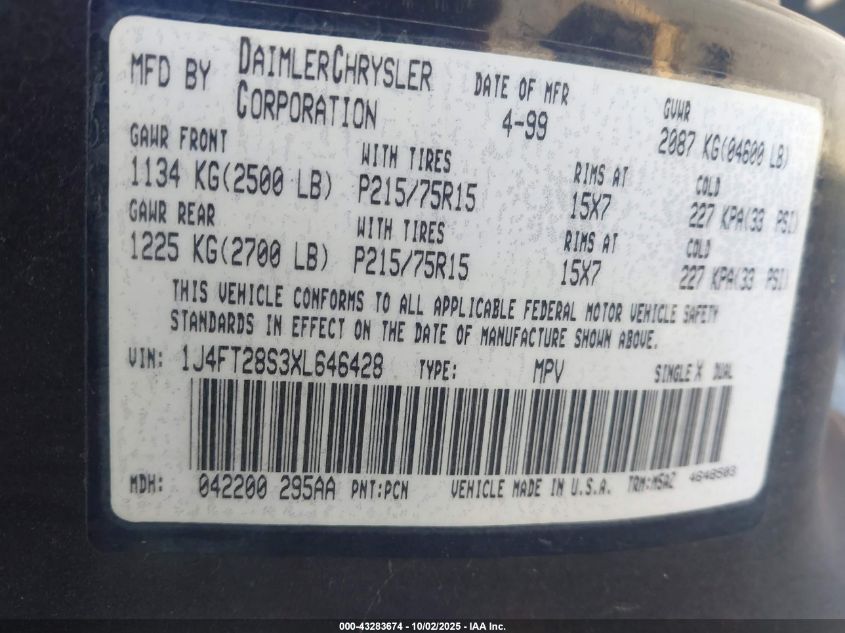 MFD BY DAIMLERCHRYSLER CORPORATION DATE OF MFR 4-99 GVWR 2087 KG(04600 LB)
GAWR FRONT WITH TIRES RIMS AT COLD
1134 KG(2500 LB) P215/75R15 15X7 227 KPA(33 PSI)
GAWR REAR WITH TIRES RIMS AT COLD
1225 KG(2700 LB) P215/75R15 15X7 227 KPA(33 PSI)
THIS VEHICLE CONFORMS TO ALL APPLICABLE FEDERAL MOTOR VEHICLE SAFETY
STANDARDS IN EFFECT ON THE DATE OF MANUFACTURE SHOWN ABOVE.
VIN: 1J4FT28S3XL646428 TYPE: MPV SINGLE X DUAL
MDH: 042200 295AA PNT:PCN VEHICLE MADE IN U.S.A. TRM:M5AZ 4648503
000-43283674 - 10/02/2025 - IAA Inc.